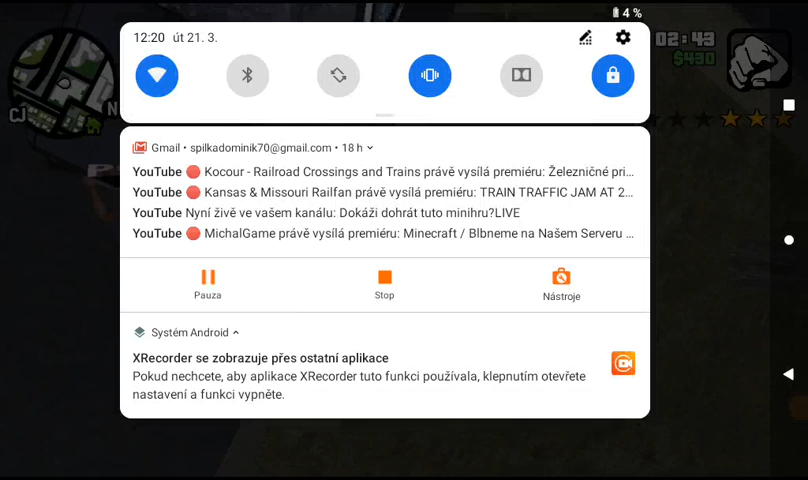 4 %
12:20 út 21. 3.
02:43
$430
CJ
N
Gmail • spilkadominik70@gmail.com • 18 h
YouTube 🔴 Kocour - Railroad Crossings and Trains právě vysílá premiéru: Železničné pri...
YouTube 🔴 Kansas & Missouri Railfan právě vysílá premiéru: TRAIN TRAFFIC JAM AT 2...
YouTube Nyní živě ve vašem kanálu: Dokáži dohrát tuto minihru?LIVE
YouTube 🔴 MichalGame právě vysílá premiéru: Minecraft / Blbneme na Našem Serveru ...
Pauza Stop Nástroje
Systém Android
XRecorder se zobrazuje přes ostatní aplikace
Pokud nechcete, aby aplikace XRecorder tuto funkci používala, klepnutím otevřete
nastavení a funkci vypněte.